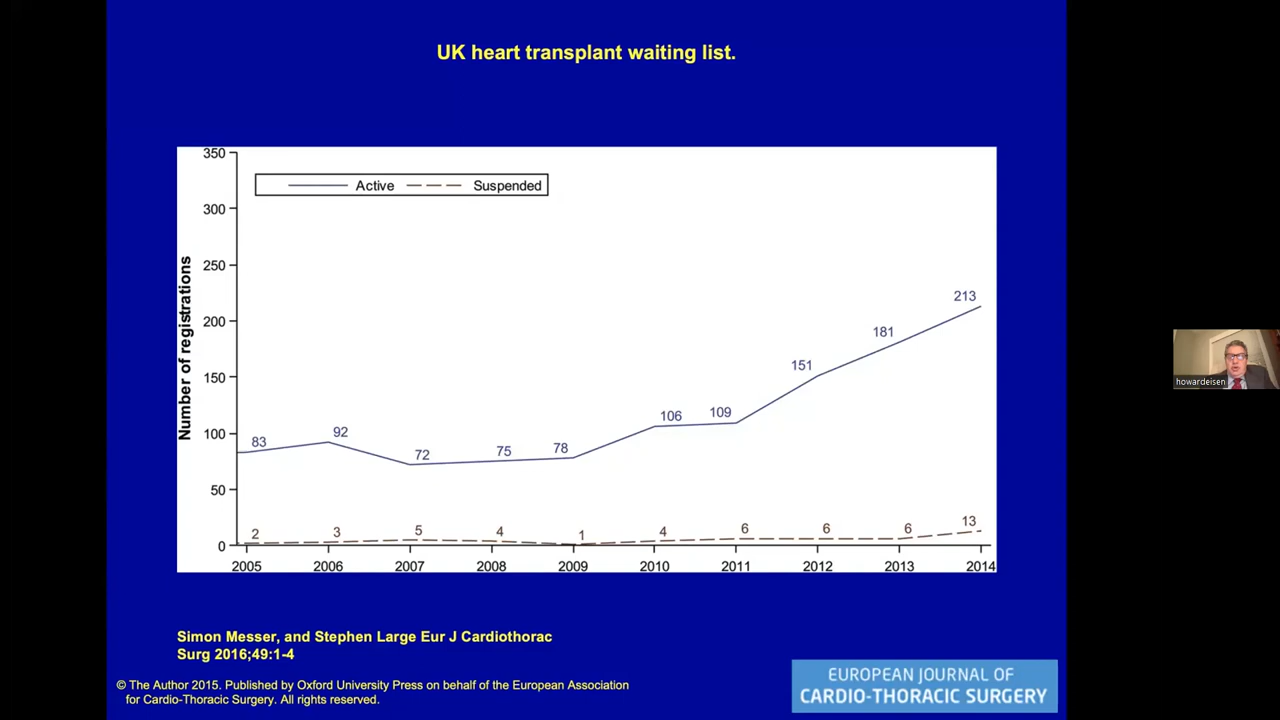 UK heart transplant waiting list.
350
Active Suspended
300
250
200
150
100
50
0
Number of registrations
83
92
72
75
78
106
109
151
181
213
2
3
5
4
1
4
6
6
6
13
2005 2006 2007 2008 2009 2010 2011 2012 2013 2014
howardeisen
Simon Messer, and Stephen Large Eur J Cardiothorac
Surg 2016;49:1-4
© The Author 2015. Published by Oxford University Press on behalf of the European Association
for Cardio-Thoracic Surgery. All rights reserved.
EUROPEAN JOURNAL OF
CARDIO-THORACIC SURGERY